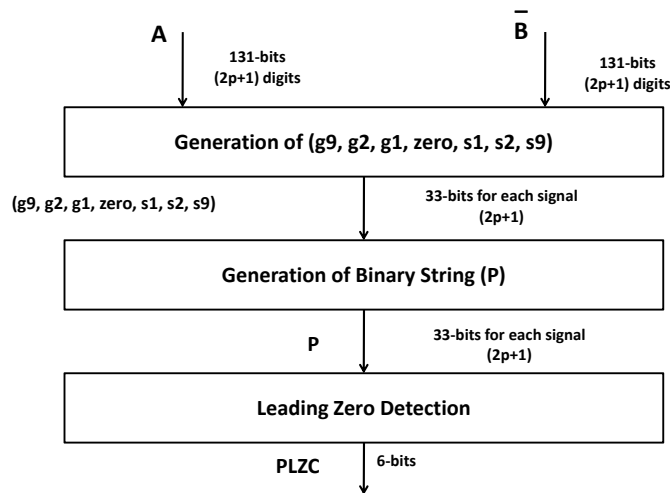 A
B̅
131-bits
(2p+1) digits
131-bits
(2p+1) digits
Generation of (g9, g2, g1, zero, s1, s2, s9)
(g9, g2, g1, zero, s1, s2, s9)
33-bits for each signal
(2p+1)
Generation of Binary String (P)
P
33-bits for each signal
(2p+1)
Leading Zero Detection
PLZC
6-bits